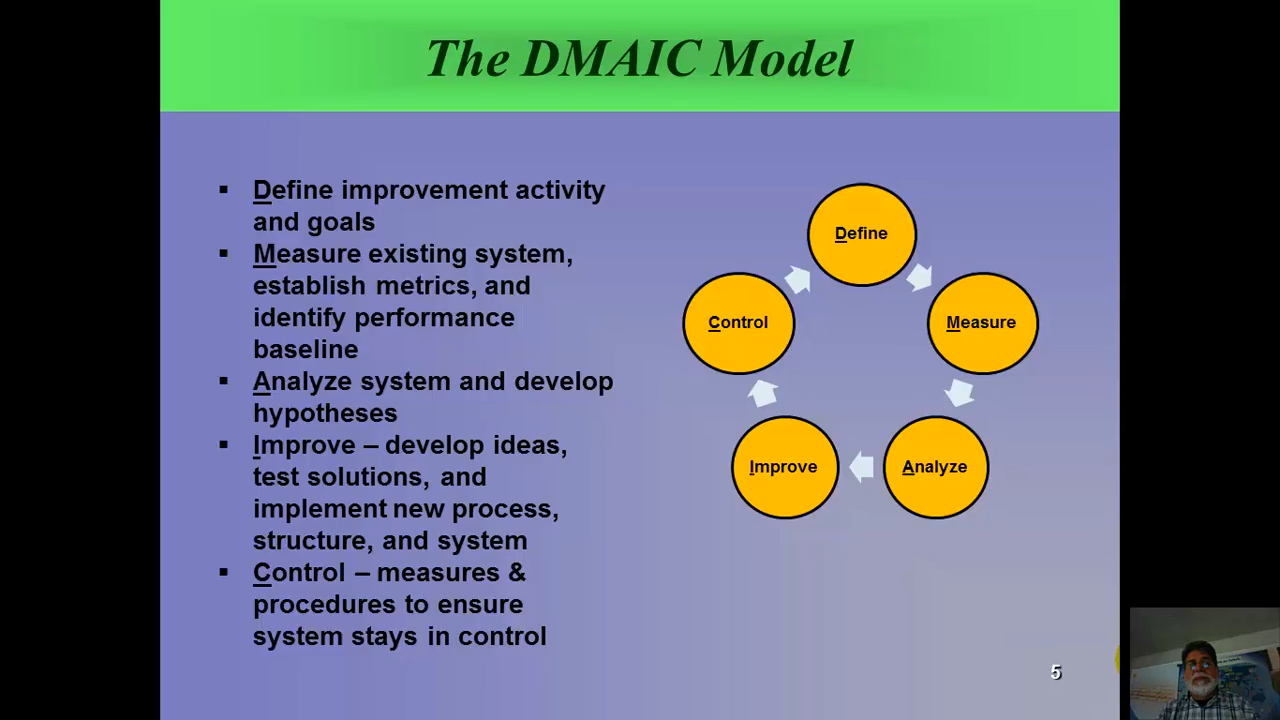 The DMAIC Model
▪ Define improvement activity
and goals
▪ Measure existing system,
establish metrics, and
identify performance
baseline
▪ Analyze system and develop
hypotheses
▪ Improve – develop ideas,
test solutions, and
implement new process,
structure, and system
▪ Control – measures &
procedures to ensure
system stays in control
Define
Measure
Analyze
Improve
Control
5